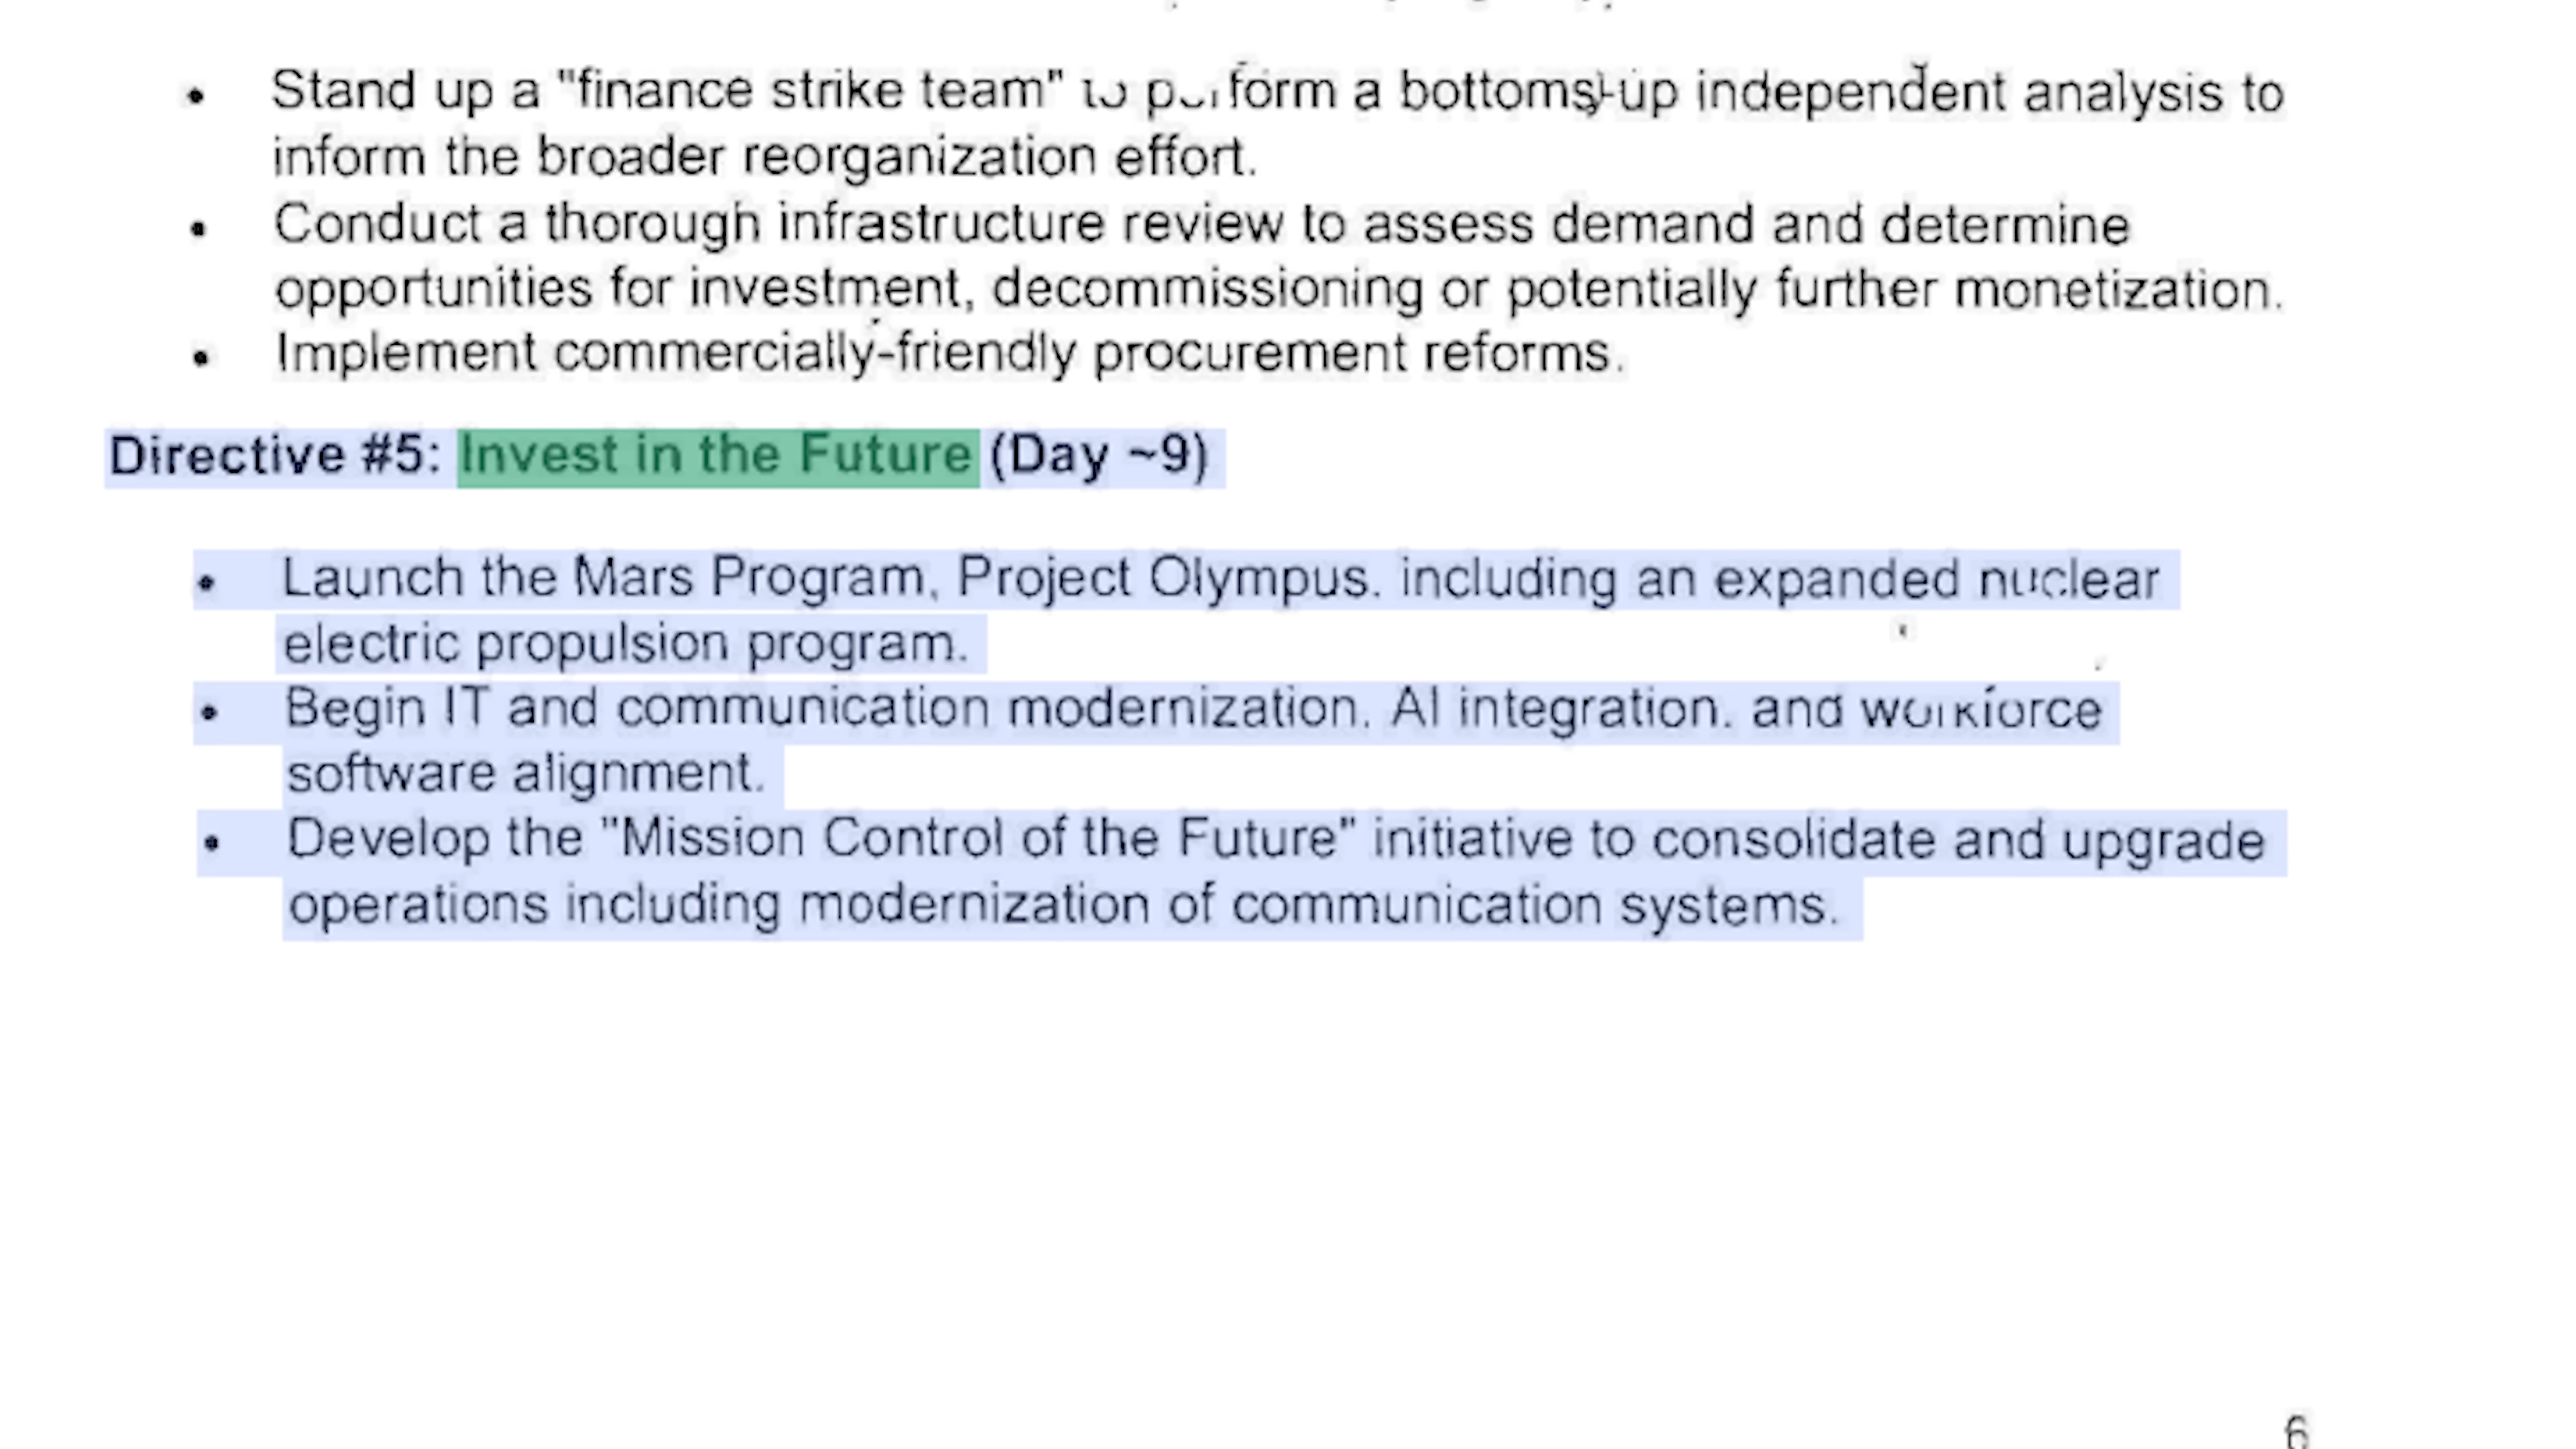 • Stand up a "finance strike team" to perform a bottoms-up independent analysis to
inform the broader reorganization effort.
• Conduct a thorough infrastructure review to assess demand and determine
opportunities for investment, decommissioning or potentially further monetization.
• Implement commercially-friendly procurement reforms.
Directive #5: Invest in the Future (Day ~9)
• Launch the Mars Program, Project Olympus. including an expanded nuclear
electric propulsion program.
• Begin IT and communication modernization. AI integration. and workforce
software alignment.
• Develop the "Mission Control of the Future" initiative to consolidate and upgrade
operations including modernization of communication systems.
6